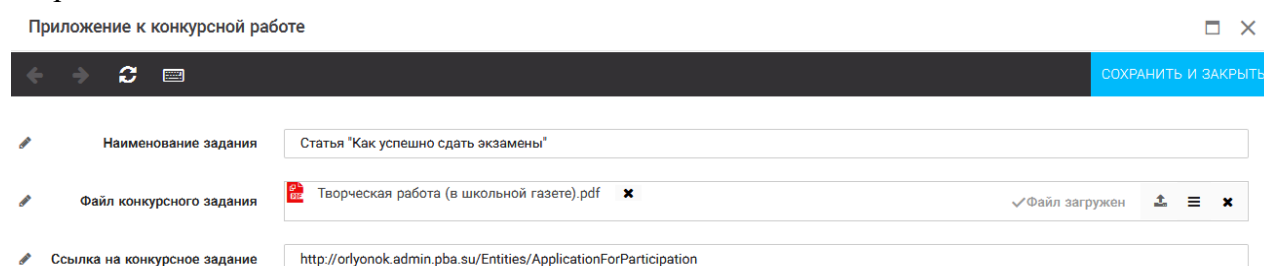 Приложение к конкурсной работе
СОХРАНИТЬ И ЗАКРЫТЬ
Наименование задания Статья "Как успешно сдать экзамены"
Файл конкурсного задания Творческая работа (в школьной газете).pdf Файл загружен
Ссылка на конкурсное задание http://orlyonok.admin.pba.su/Entities/ApplicationForParticipation